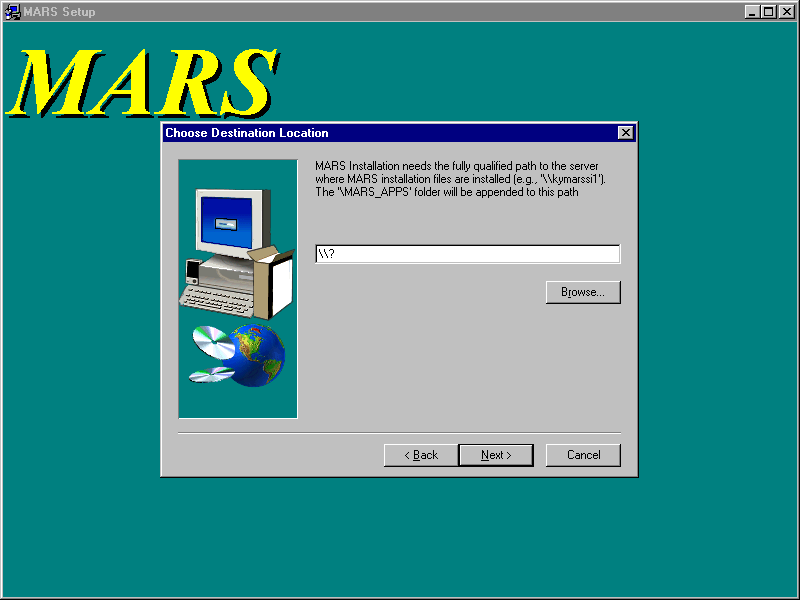 MARS Setup
MARS
Choose Destination Location
MARS Installation needs the fully qualified path to the server
where MARS installation files are installed (e.g., '\\kymarssi1').
The '\MARS_APPS' folder will be appended to this path
\\?
Browse...
< Back
Next >
Cancel